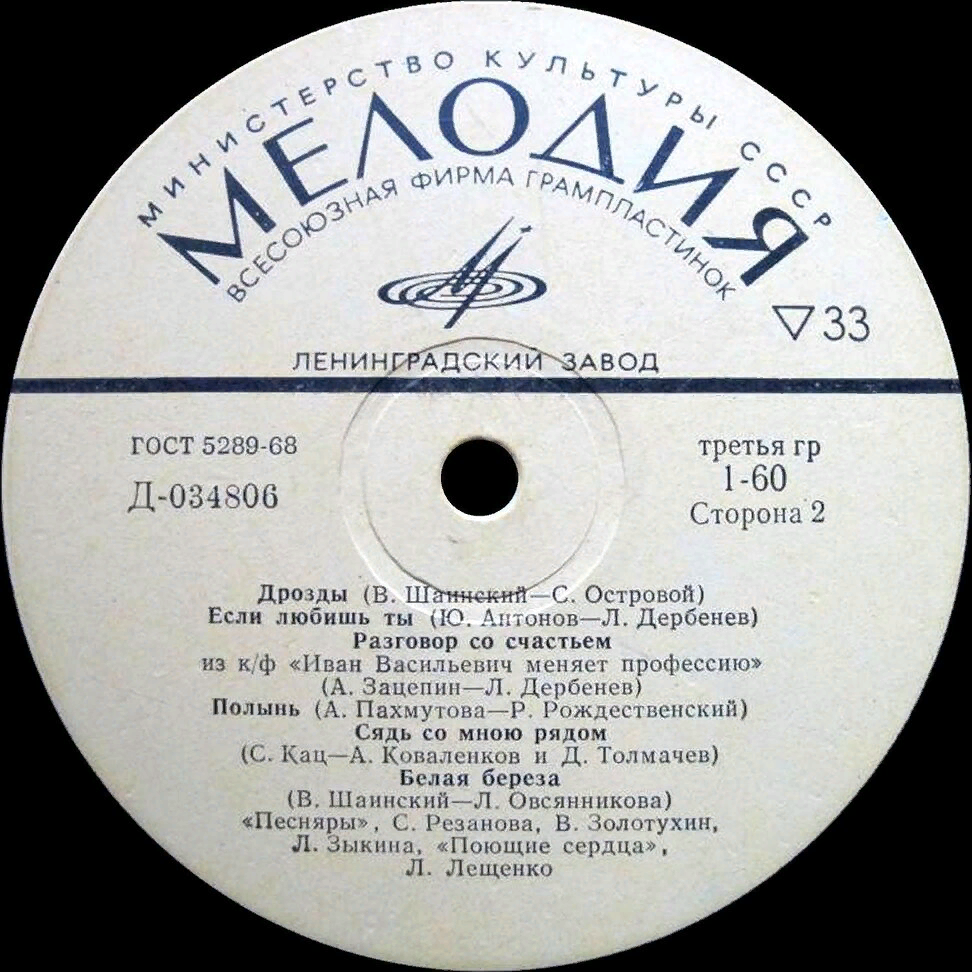 МИНИСТЕРСТВО КУЛЬТУРЫ СССР
МЕЛОДИЯ
ВСЕСОЮЗНАЯ ФИРМА ГРАМПЛАСТИНОК
33
ЛЕНИНГРАДСКИЙ ЗАВОД
ГОСТ 5289-68
Д-034806
третья гр
1-60
Сторона 2
Дрозды (В. Шаинский—С. Островой)
Если любишь ты (Ю. Антонов—Л. Дербенев)
Разговор со счастьем
из к/ф «Иван Васильевич меняет профессию»
(А. Зацепин—Л. Дербенев)
Полынь (А. Пахмутова—Р. Рождественский)
Сядь со мною рядом
(С. Кац—А. Коваленков и Д. Толмачев)
Белая береза
(В. Шаинский—Л. Овсянникова)
«Песняры», С. Резанова, В. Золотухин,
Л. Зыкина, «Поющие сердца»,
Л. Лещенко